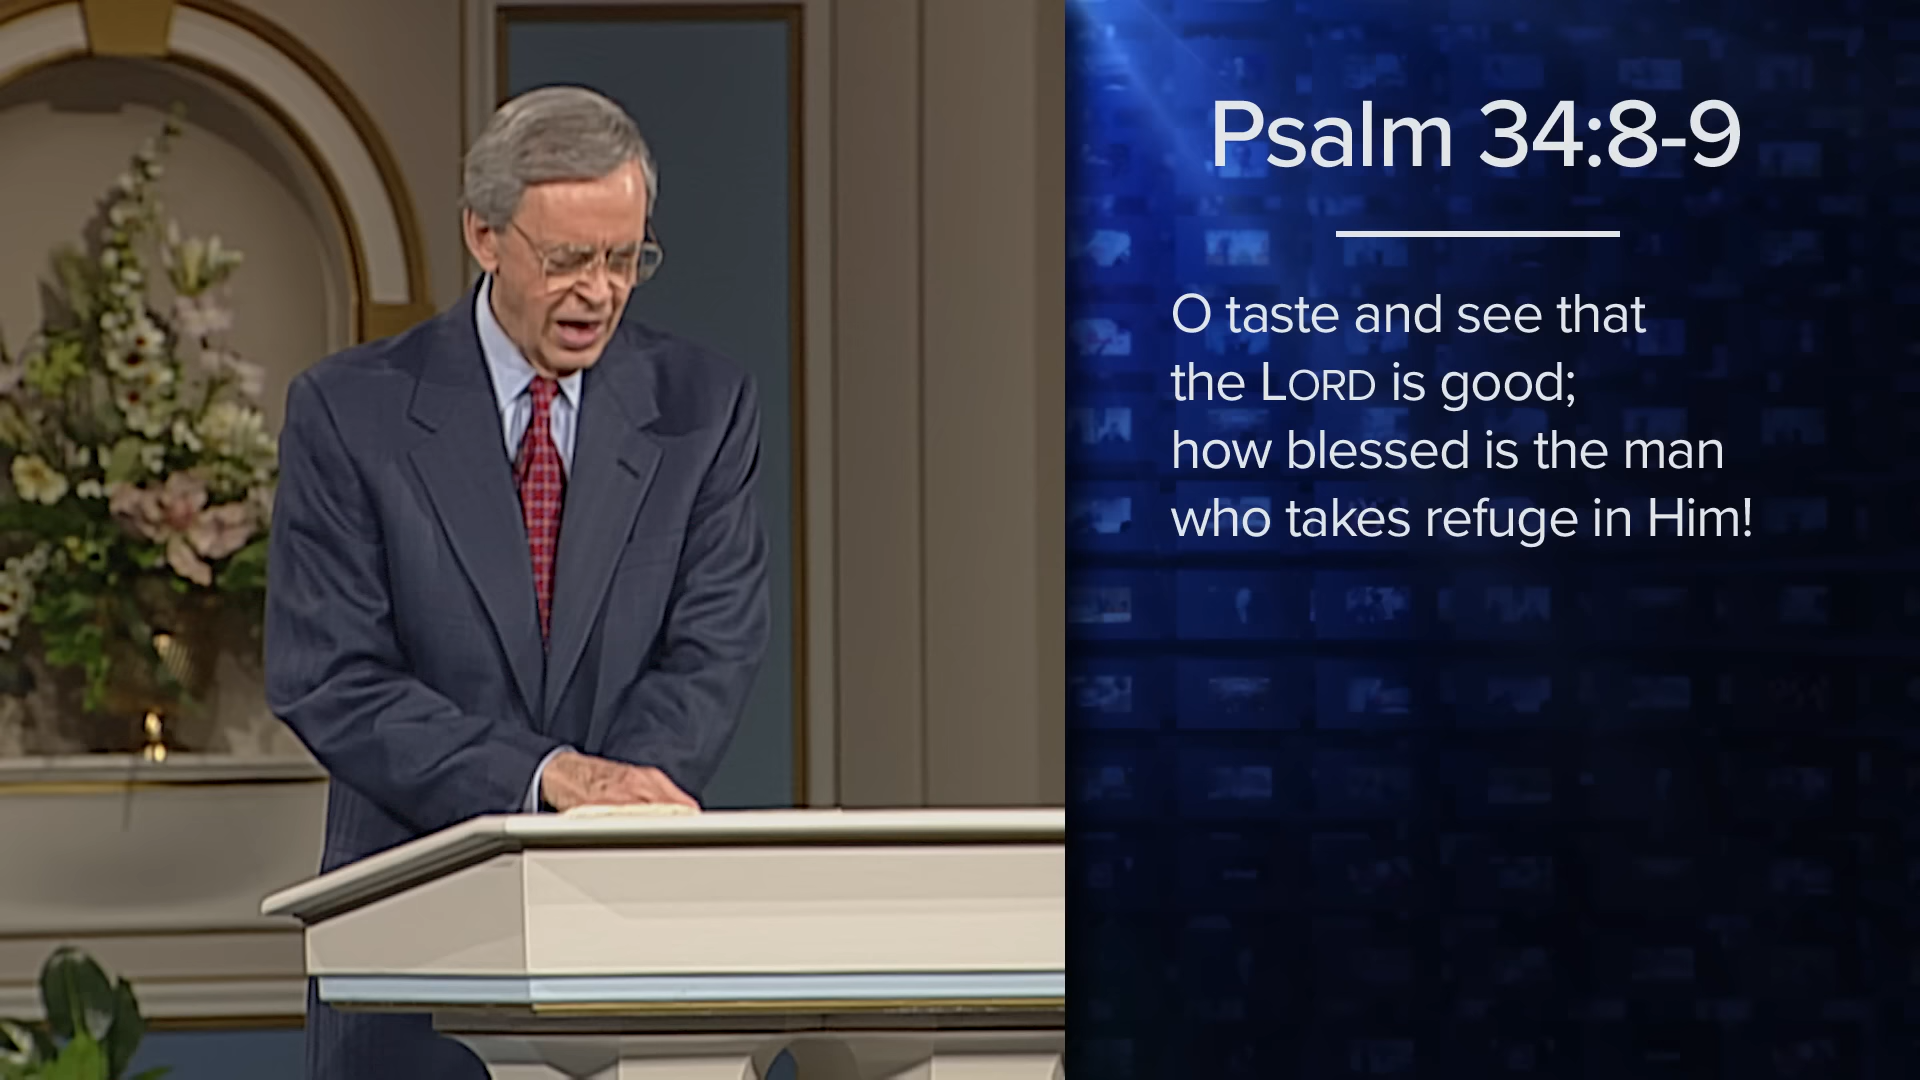 Psalm 34:8-9
O taste and see that
the LORD is good;
how blessed is the man
who takes refuge in Him!